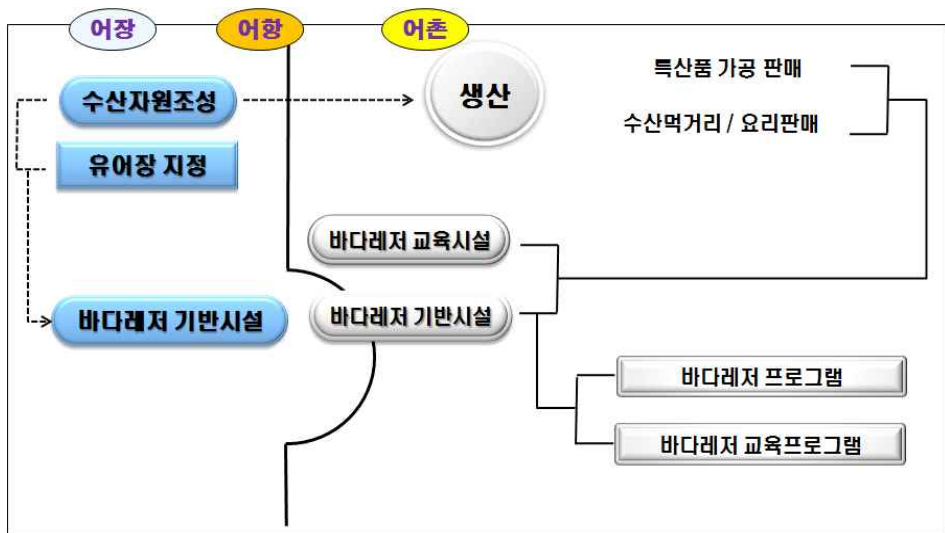 어장
어항
어촌
수산자원조성
생산
특산품 가공 판매
수산먹거리 / 요리판매
유어장 지정
바다레저 교육시설
바다레저 기반시설
바다레저 기반시설
바다레저 프로그램
바다레저 교육프로그램